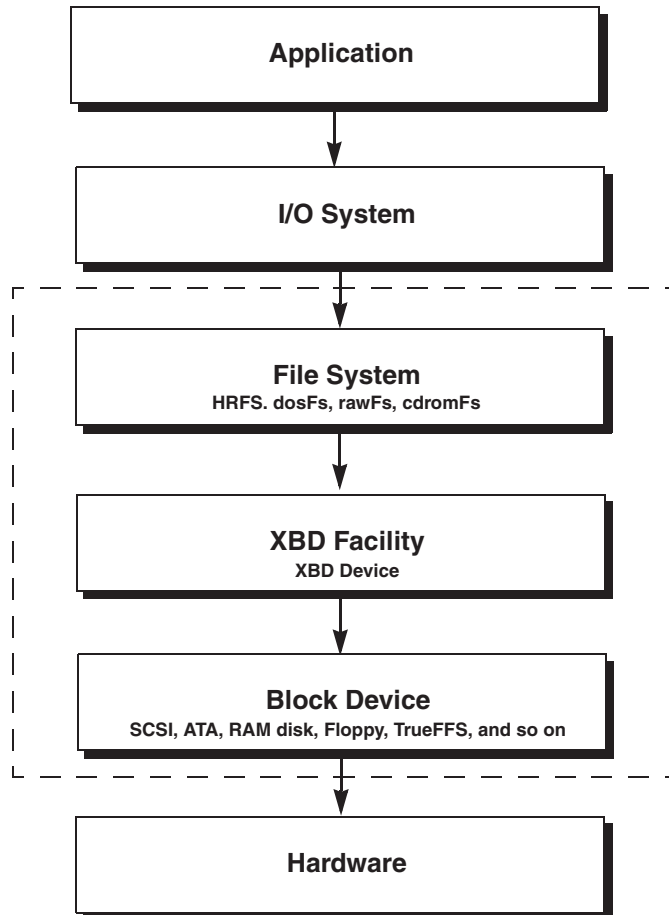 Application
I/O System
File System
HRFS. dosFs, rawFs, cdromFs
XBD Facility
XBD Device
Block Device
SCSI, ATA, RAM disk, Floppy, TrueFFS, and so on
Hardware